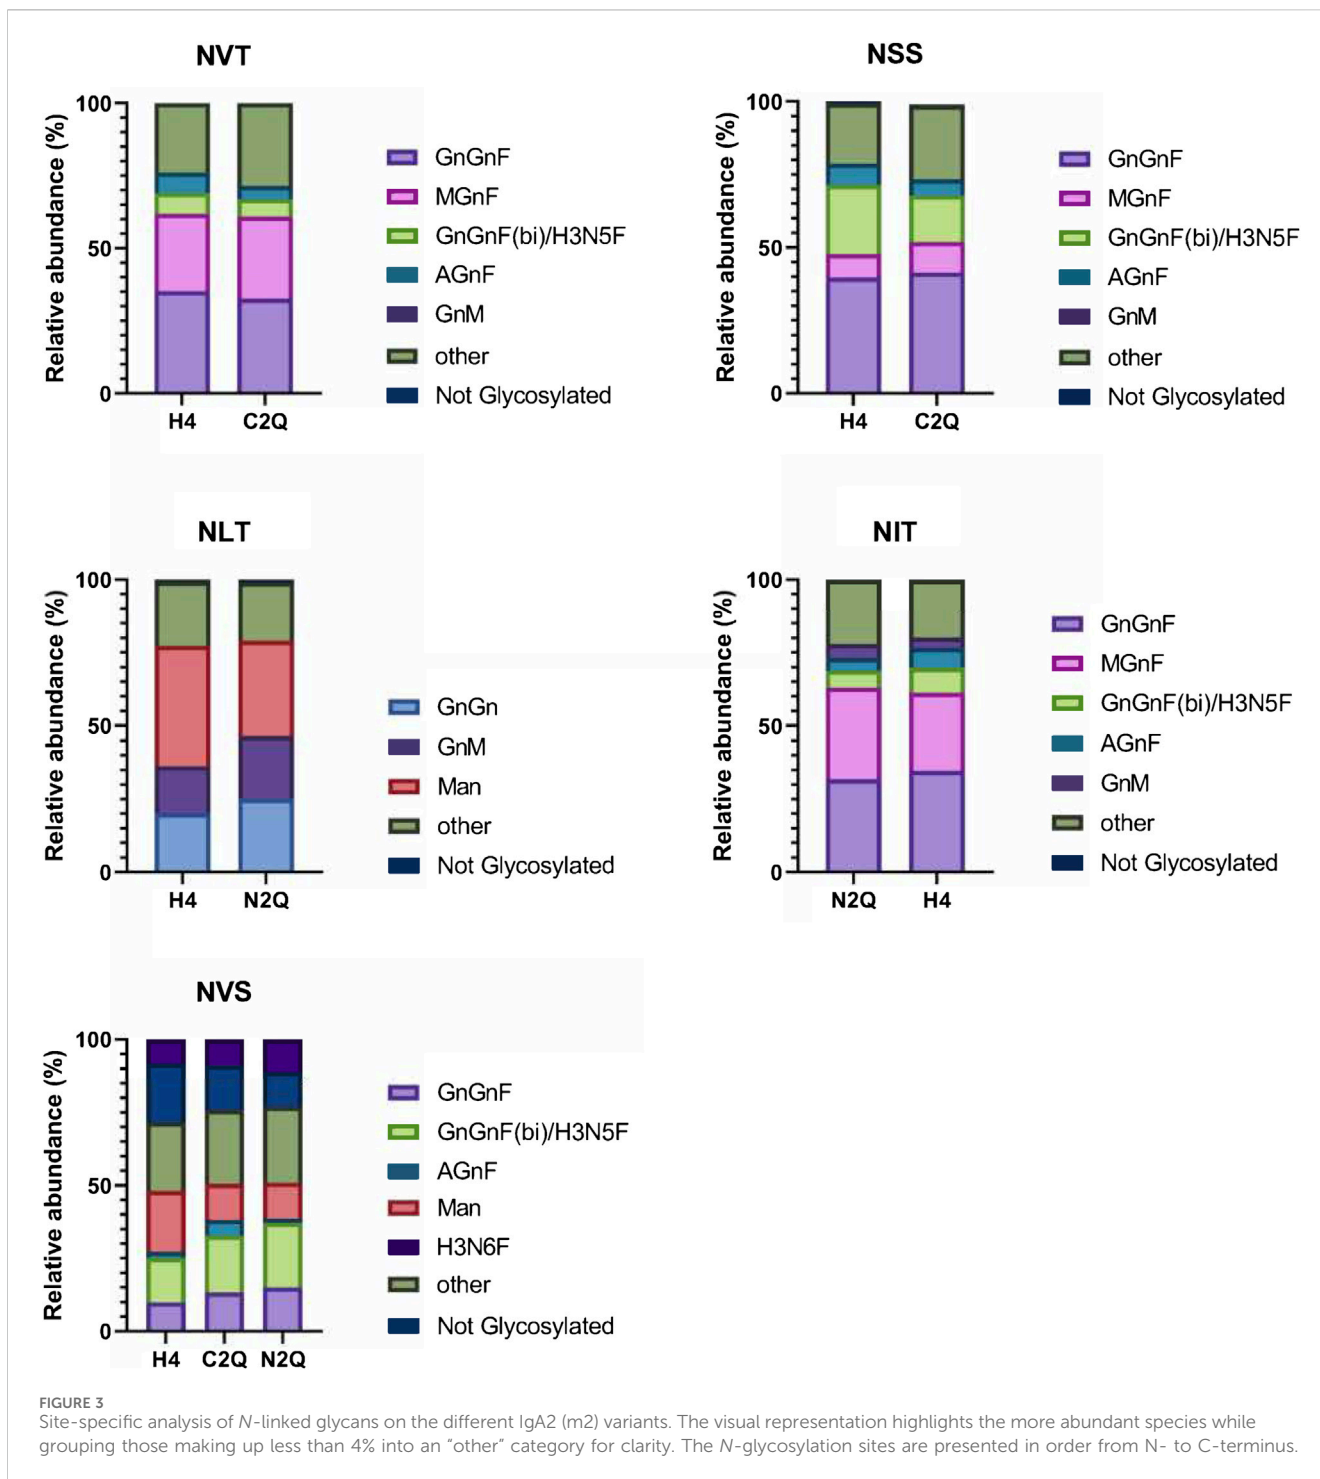 NVT
Relative abundance (%)
100
50
0
H4 C2Q
GnGnF
MGnF
GnGnF(bi)/H3N5F
AGnF
GnM
other
Not Glycosylated
NSS
Relative abundance (%)
100
50
0
H4 C2Q
GnGnF
MGnF
GnGnF(bi)/H3N5F
AGnF
GnM
other
Not Glycosylated
NLT
Relative abundance (%)
100
50
0
H4 N2Q
GnGn
GnM
Man
other
Not Glycosylated
NIT
Relative abundance (%)
100
50
0
N2Q H4
GnGnF
MGnF
GnGnF(bi)/H3N5F
AGnF
GnM
other
Not Glycosylated
NVS
Relative abundance (%)
100
50
0
H4 C2Q N2Q
GnGnF
GnGnF(bi)/H3N5F
AGnF
Man
H3N6F
other
Not Glycosylated
FIGURE 3
Site-specific analysis of N-linked glycans on the different IgA2 (m2) variants. The visual representation highlights the more abundant species while
grouping those making up less than 4% into an “other” category for clarity. The N-glycosylation sites are presented in order from N- to C-terminus.